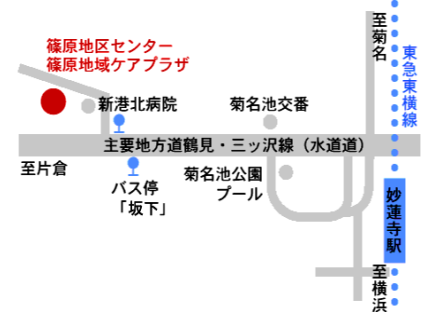 篠原地区センター
篠原地域ケアプラザ
至菊名
東急東横線
新港北病院
菊名池交番
主要地方道鶴見・三ッ沢線（水道道）
至片倉
バス停
「坂下」
菊名池公園
プール
妙蓮寺駅
至横浜